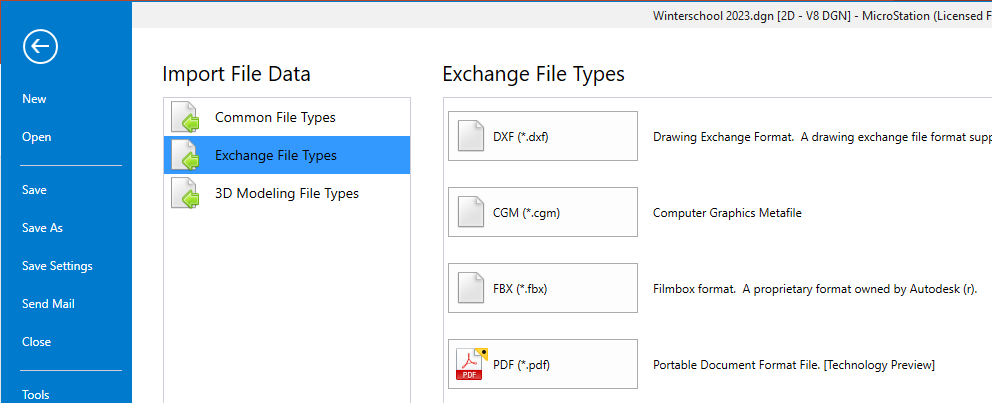 Winterschool 2023.dgn [2D - V8 DGN] - MicroStation (Licensed F
New
Open
Save
Save As
Save Settings
Send Mail
Close
Tools
Import File Data
Common File Types
Exchange File Types
3D Modeling File Types
Exchange File Types
DXF (*.dxf)
Drawing Exchange Format. A drawing exchange file format supp
CGM (*.cgm)
Computer Graphics Metafile
FBX (*.fbx)
Filmbox format. A proprietary format owned by Autodesk (r).
PDF
PDF (*.pdf)
Portable Document Format File. [Technology Preview]